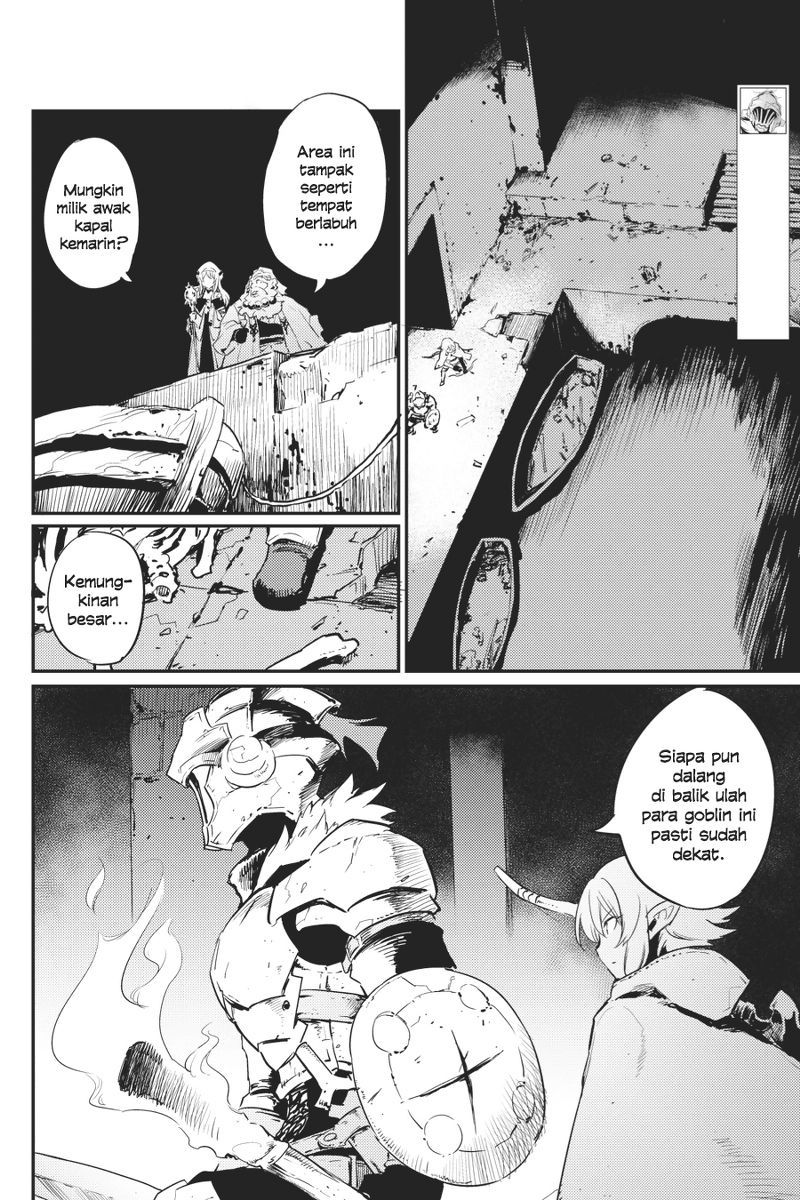 Area ini
tampak
seperti
tempat
berlabuh
...
Mungkin
milik awak
kapal
kemarin?
Kemung-
kinan
besar...
Siapa pun
dalang
di balik ulah
para goblin ini
pasti sudah
dekat.